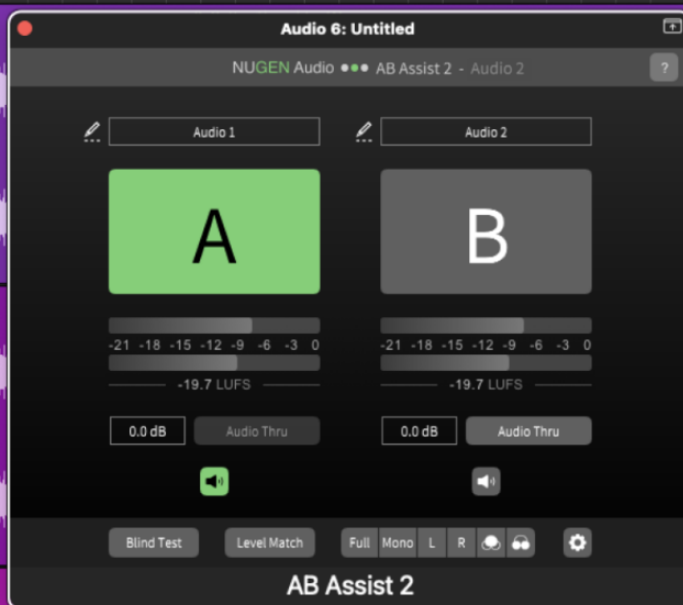 Audio 6: Untitled
NUGEN Audio AB Assist 2 - Audio 2
?
Audio 1 Audio 2
A B
-21 -18 -15 -12 -9 -6 -3 0 -21 -18 -15 -12 -9 -6 -3 0
-19.7 LUFS -19.7 LUFS
0.0 dB Audio Thru 0.0 dB Audio Thru
Blind Test Level Match Full Mono L R
AB Assist 2